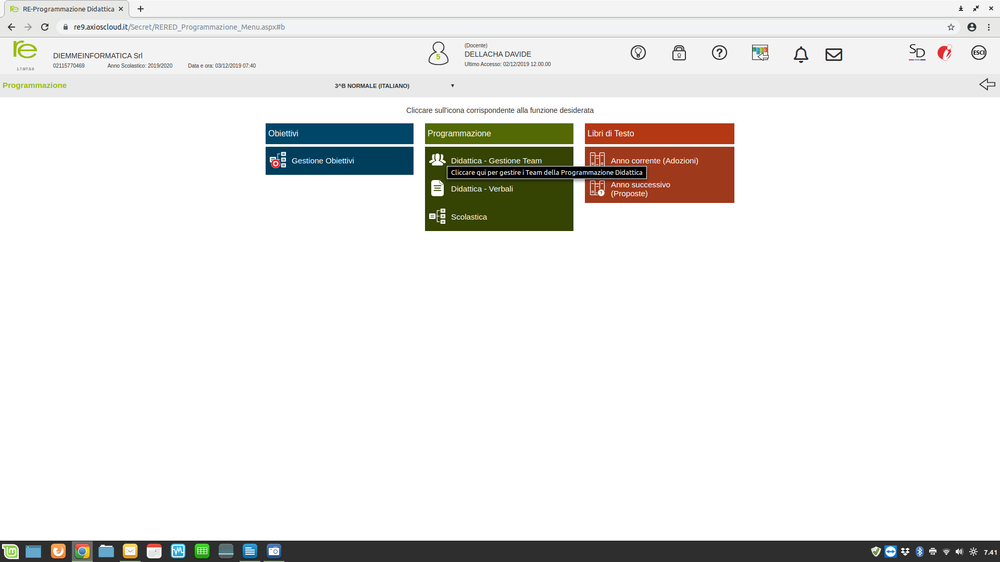 RE-Programmazione Didattica
re9.axioscloud.it/Secret/RERED_Programmazione_Menu.aspx#b
re
1.7.0/7.0.0
DIEMMEINFORMATICA Srl
02115770469 Anno Scolastico: 2019/2020 Data e ora: 03/12/2019 07:40
5
(Docente)
DELLACHA DAVIDE
Ultimo Accesso: 02/12/2019 12.00.00
SD
ESCI
Programmazione
3^B NORMALE (ITALIANO)
Cliccare sull'icona corrispondente alla funzione desiderata
Obiettivi
Gestione Obiettivi
Programmazione
Didattica - Gestione Team
Cliccare qui per gestire i Team della Programmazione Didattica
Didattica - Verbali
Scolastica
Libri di Testo
Anno corrente (Adozioni)
Anno successivo
(Proposte)
7.41